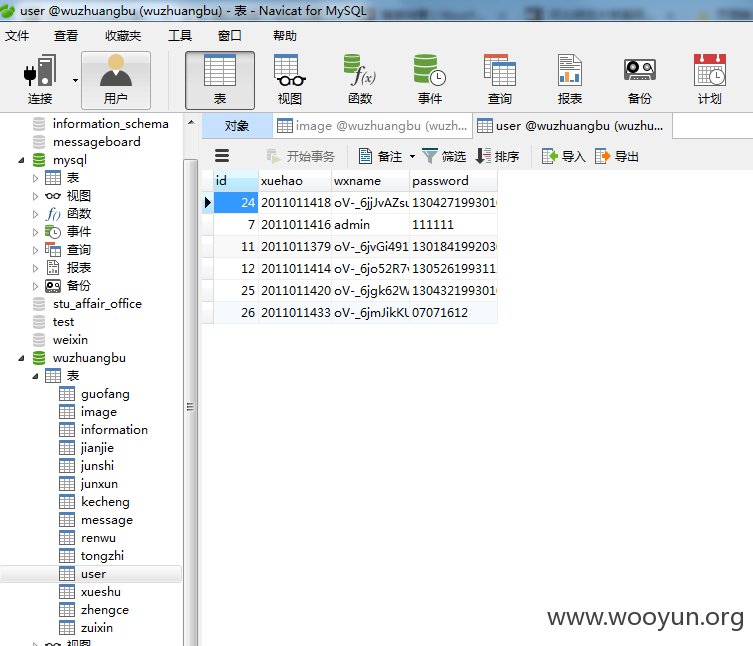 user @wuzhuangbu (wuzhuangbu) - 表 - Navicat for MySQL
文件 查看 收藏夹 工具 窗口 帮助
连接 用户 表 视图 函数 事件 查询 报表 备份 计划
information_schema
messageboard
mysql
表
视图
函数
事件
查询
报表
备份
stu_affair_office
test
weixin
wuzhuangbu
表
guofang
image
information
jianjie
junshi
junxun
kecheng
message
renwu
tongzhi
user
xueshu
zhengce
zuixin
视图
对象 image @wuzhuangbu (wuzh... user @wuzhuangbu (wuzhu...
开始事务 备注 筛选 排序 导入 导出
id xuehao wxname password
24 2011011418 oV-_6jjJvAZsu 1304271993010
7 2011011416 admin 111111
11 2011011379 oV-_6jvGi491 1301841992030
12 2011011414 oV-_6jo52R7 130526199311
25 2011011420 oV-_6jgk62W 1304321993010
26 2011011433 oV-_6jmJikKU 07071612
www.wooyun.org